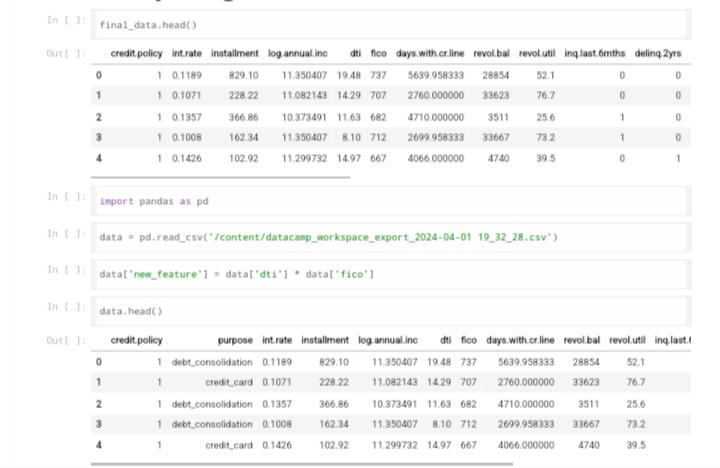 In [ ]: final_data.head()
Out[ ]: credit.policy int.rate installment log.annual.inc dti fico days.with.cr.line revol.bal revol.util inq.last.6mths delinq.2yrs
0 1 0.1189 829.10 11.350407 19.48 737 5639.958333 28854 52.1 0 0
1 1 0.1071 228.22 11.082143 14.29 707 2760.000000 33623 76.7 0 0
2 1 0.1357 366.86 10.373491 11.63 682 4710.000000 3511 25.6 1 0
3 1 0.1008 162.34 11.350407 8.10 712 2699.958333 33667 73.2 1 0
4 1 0.1426 102.92 11.299732 14.97 667 4066.000000 4740 39.5 0 1
In [ ]: import pandas as pd
In [ ]: data = pd.read_csv('/content/datacamp_workspace_export_2024-04-01 19_32_28.csv')
In [ ]: data['new_feature'] = data['dti'] * data['fico']
In [ ]: data.head()
Out[ ]: credit.policy purpose int.rate installment log.annual.inc dti fico days.with.cr.line revol.bal revol.util inq.last.
0 1 debt_consolidation 0.1189 829.10 11.350407 19.48 737 5639.958333 28854 52.1
1 1 credit_card 0.1071 228.22 11.082143 14.29 707 2760.000000 33623 76.7
2 1 debt_consolidation 0.1357 366.86 10.373491 11.63 682 4710.000000 3511 25.6
3 1 debt_consolidation 0.1008 162.34 11.350407 8.10 712 2699.958333 33667 73.2
4 1 credit_card 0.1426 102.92 11.299732 14.97 667 4066.000000 4740 39.5